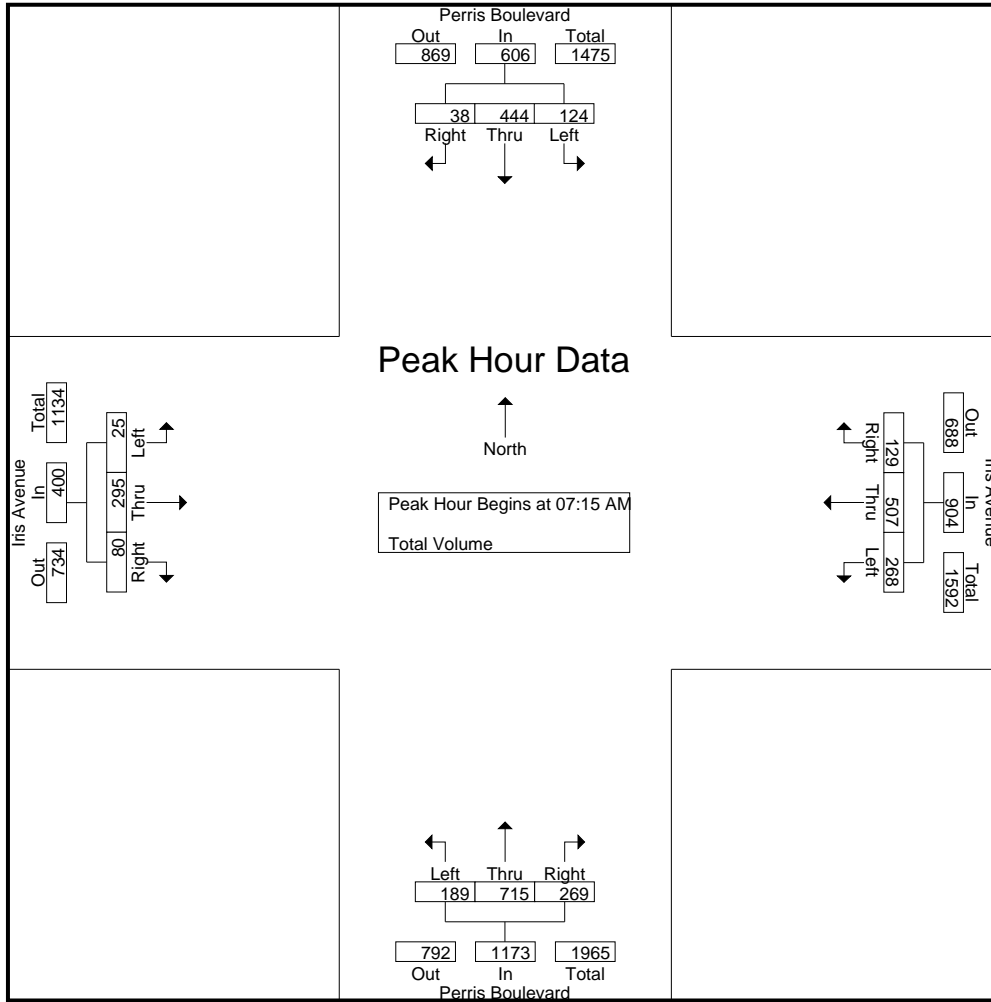 Perris Boulevard
Out In Total
869 606 1475
38 444 124
Right Thru Left
Peak Hour Data
North
Peak Hour Begins at 07:15 AM
Total Volume
Iris Avenue
Total In Out
1134 400 734
25 295 80
Left Thru Right
Iris Avenue
Out In Total
688 904 1592
129 507 268
Right Thru Left
Left Thru Right
189 715 269
792 1173 1965
Out In Total
Perris Boulevard